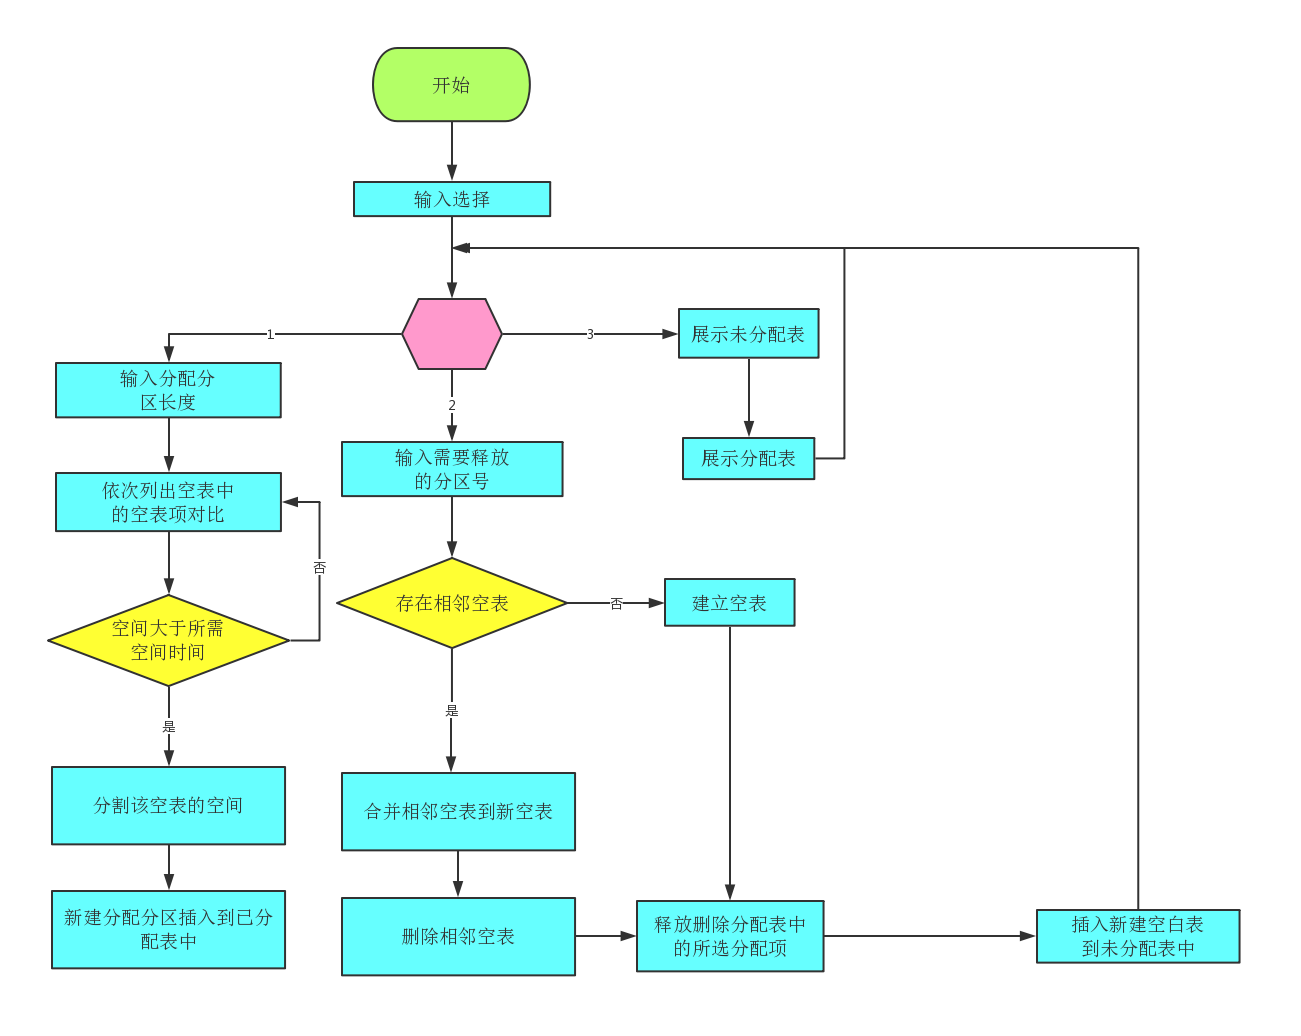 开始
输入选择
1
3
展示未分配表
输入分配分
区长度
2
输入需要释放
的分区号
展示分配表
依次列出空表中
的空表项对比
否
存在相邻空表
否
建立空表
空间大于所需
空间时间
是
是
分割该空表的空间
合并相邻空表到新空表
新建分配分区插入到已分
配表中
删除相邻空表
释放删除分配表中
的所选分配项
插入新建空白表
到未分配表中